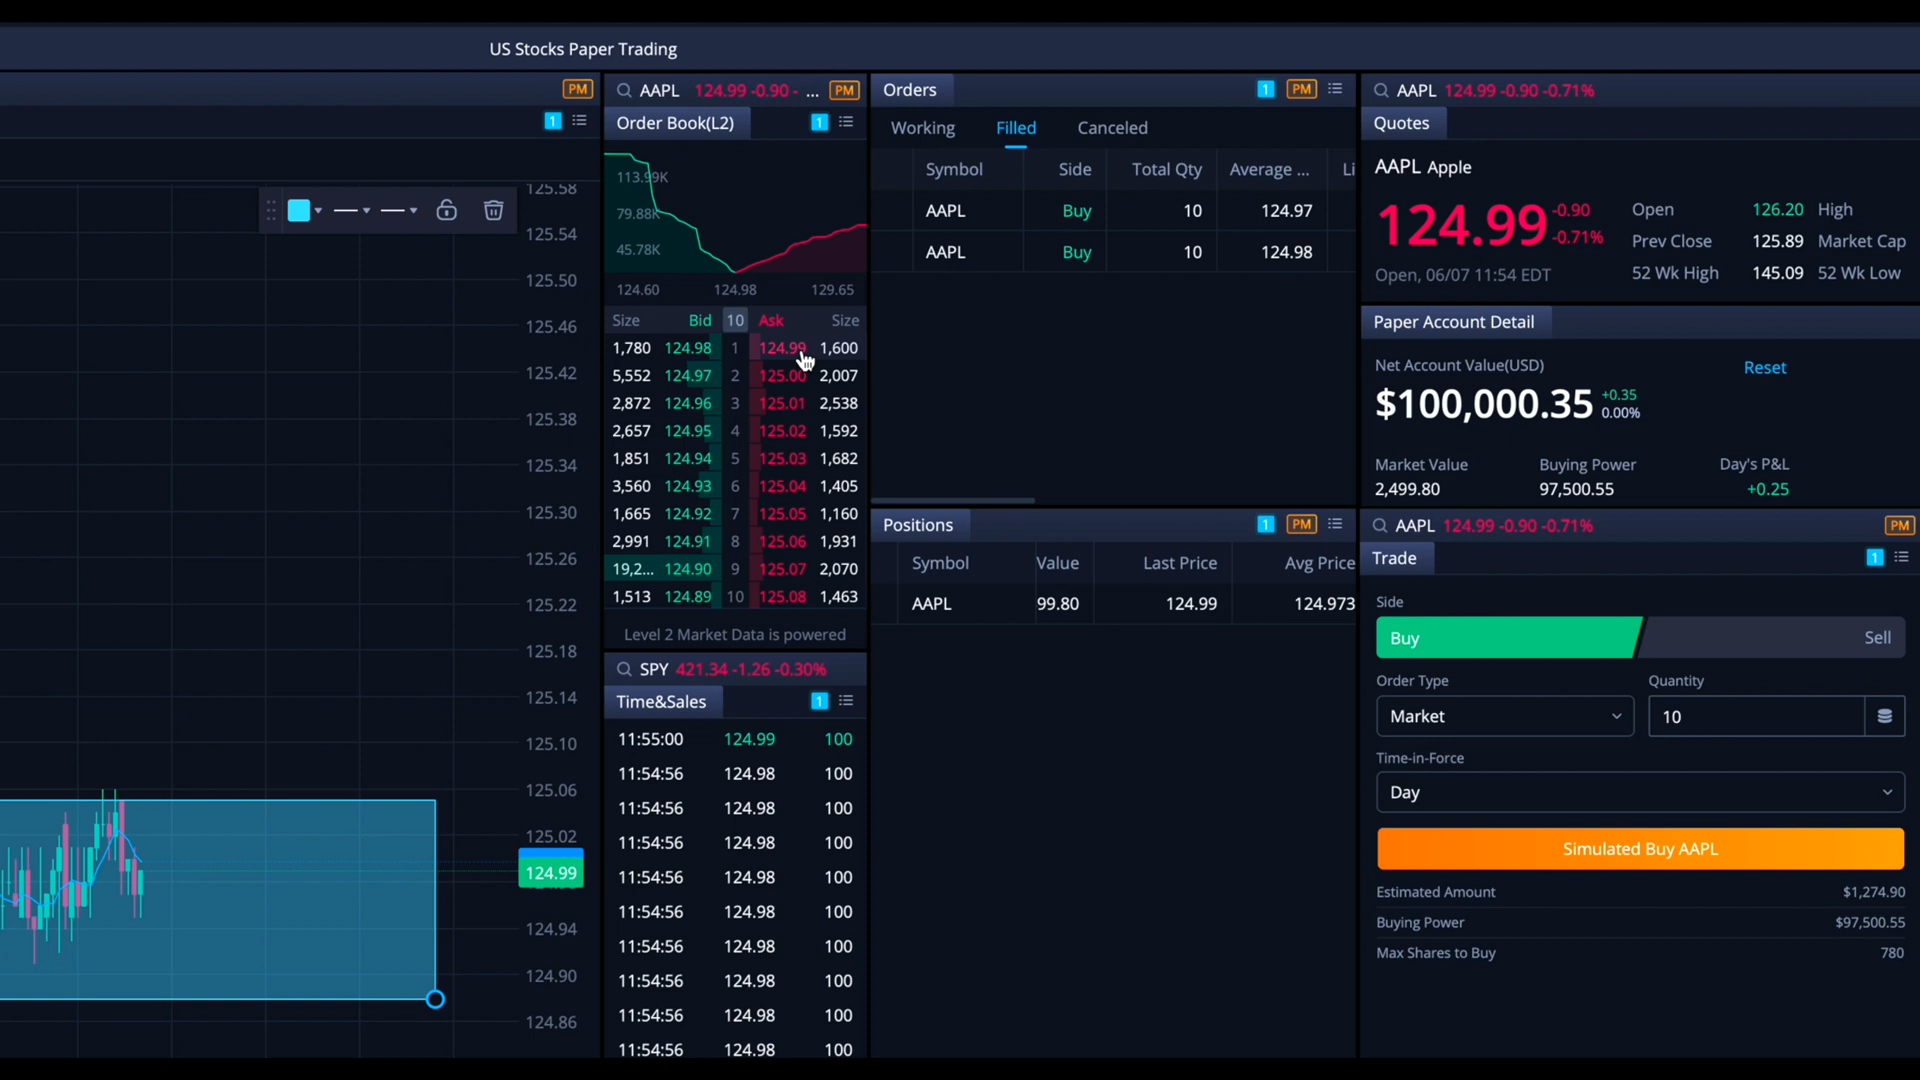 US Stocks Paper Trading
PM
1
125.58
125.54
125.50
125.46
125.42
125.38
125.34
125.30
125.26
125.22
125.18
125.14
125.10
125.06
125.02
124.99
124.94
124.90
124.86
AAPL 124.99 -0.90 - ... PM
Order Book(L2) 1
113.99K
79.88K
45.78K
124.60 124.98 129.65
Size Bid 10 Ask Size
1,780 124.98 1 124.99 1,600
5,552 124.97 2 125.00 2,007
2,872 124.96 3 125.01 2,538
2,657 124.95 4 125.02 1,592
1,851 124.94 5 125.03 1,682
3,560 124.93 6 125.04 1,405
1,665 124.92 7 125.05 1,160
2,991 124.91 8 125.06 1,931
19,2... 124.90 9 125.07 2,070
1,513 124.89 10 125.08 1,463
Level 2 Market Data is powered
SPY 421.34 -1.26 -0.30%
Time&Sales 1
11:55:00 124.99 100
11:54:56 124.98 100
11:54:56 124.98 100
11:54:56 124.98 100
11:54:56 124.98 100
11:54:56 124.98 100
11:54:56 124.98 100
11:54:56 124.98 100
11:54:56 124.98 100
11:54:56 124.98 100
Orders 1 PM
Working Filled Canceled
Symbol Side Total Qty Average ... Li
AAPL Buy 10 124.97
AAPL Buy 10 124.98
Positions 1 PM
Symbol Value Last Price Avg Price
AAPL 99.80 124.99 124.973
AAPL 124.99 -0.90 -0.71%
Quotes
AAPL Apple
124.99 -0.90 -0.71%
Open, 06/07 11:54 EDT
Open 126.20 High
Prev Close 125.89 Market Cap
52 Wk High 145.09 52 Wk Low
Paper Account Detail
Net Account Value(USD) Reset
$100,000.35 +0.35 0.00%
Market Value Buying Power Day's P&L
2,499.80 97,500.55 +0.25
AAPL 124.99 -0.90 -0.71% PM
Trade 1
Side
Buy Sell
Order Type Quantity
Market 10
Time-in-Force
Day
Simulated Buy AAPL
Estimated Amount $1,274.90
Buying Power $97,500.55
Max Shares to Buy 780